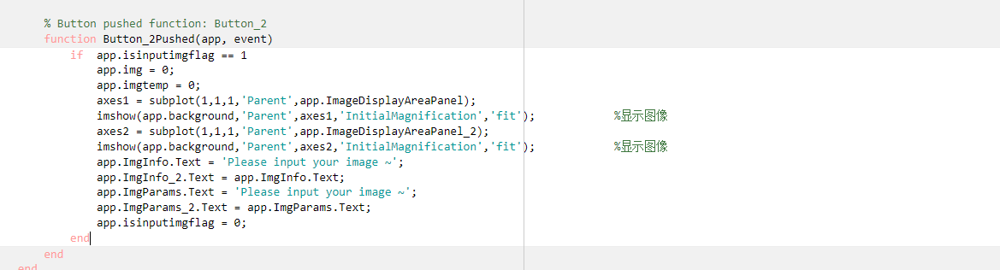 % Button pushed function: Button_2
function Button_2Pushed(app, event)
if app.isinputimgflag == 1
app.img = 0;
app.imgtemp = 0;
axes1 = subplot(1,1,1,'Parent',app.ImageDisplayAreaPanel);
imshow(app.background,'Parent',axes1,'InitialMagnification','fit'); %显示图像
axes2 = subplot(1,1,1,'Parent',app.ImageDisplayAreaPanel_2);
imshow(app.background,'Parent',axes2,'InitialMagnification','fit'); %显示图像
app.ImgInfo.Text = 'Please input your image ~';
app.ImgInfo_2.Text = app.ImgInfo.Text;
app.ImgParams.Text = 'Please input your image ~';
app.ImgParams_2.Text = app.ImgParams.Text;
app.isinputimgflag = 0;
end
end
end